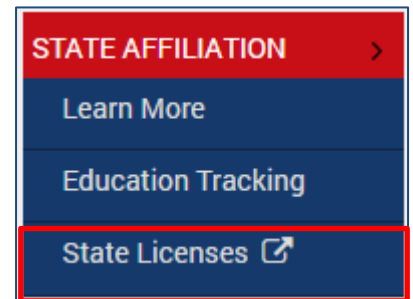 STATE AFFILIATION >
Learn More
Education Tracking
State Licenses